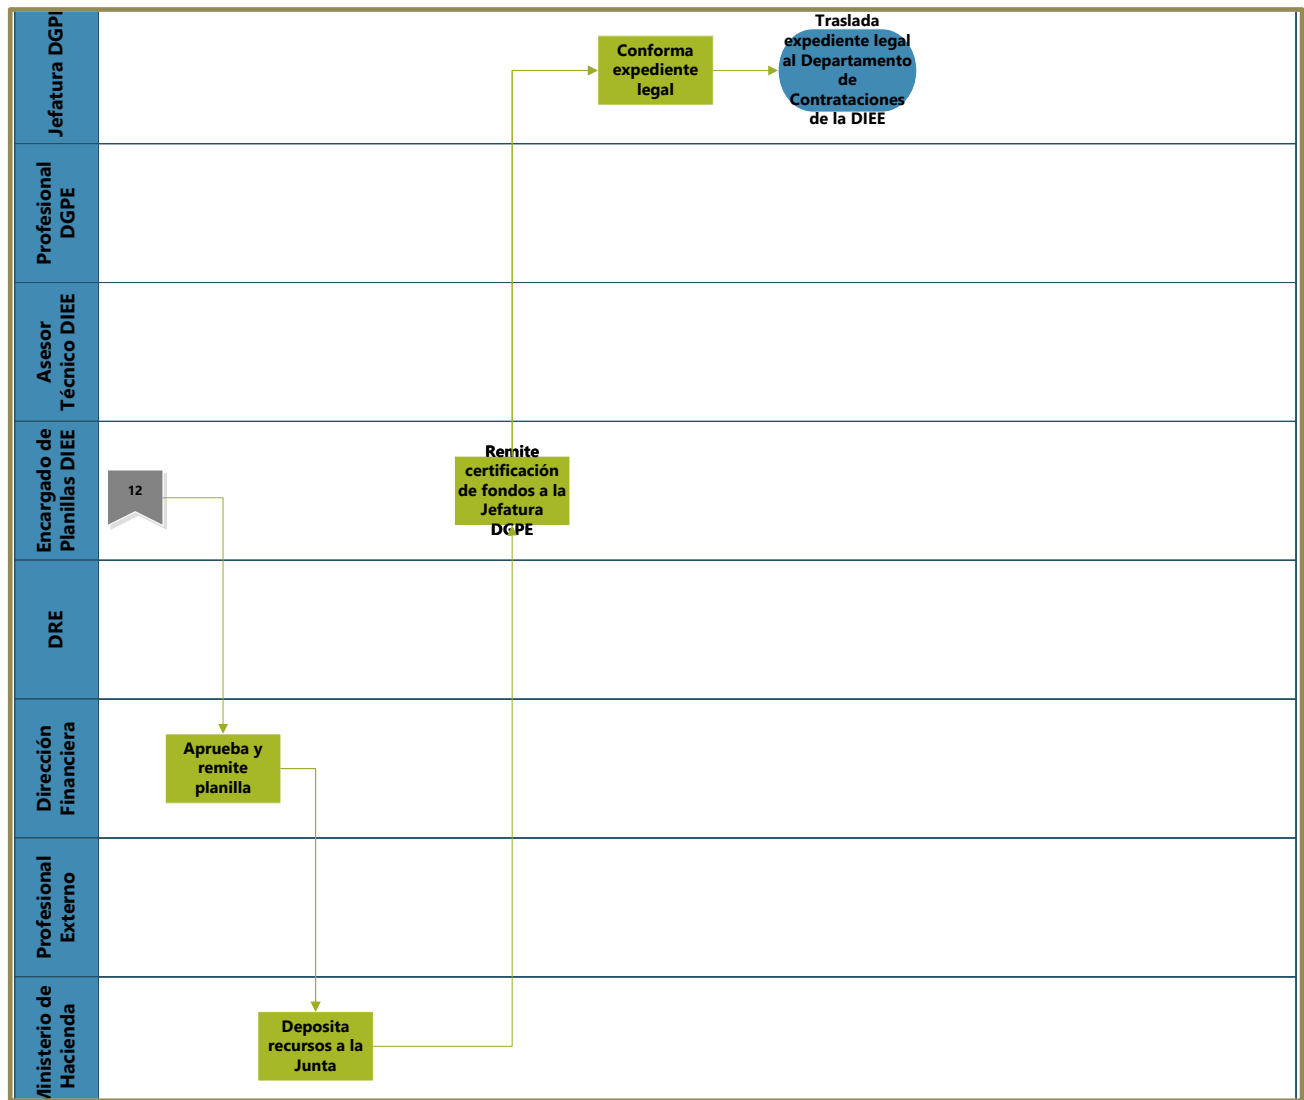 Jefatura DGPE
Conforma
expediente
legal
Traslada
expediente legal
al Departamento
de
Contrataciones
de la DIEE
Profesional
DGPE
Asesor
Técnico DIEE
Encargado de
Planillas DIEE
12
Remite
certificación
de fondos a la
Jefatura
DGPE
DRE
Dirección
Financiera
Aprueba y
remite
planilla
Profesional
Externo
Ministerio de
Hacienda
Deposita
recursos a la
Junta